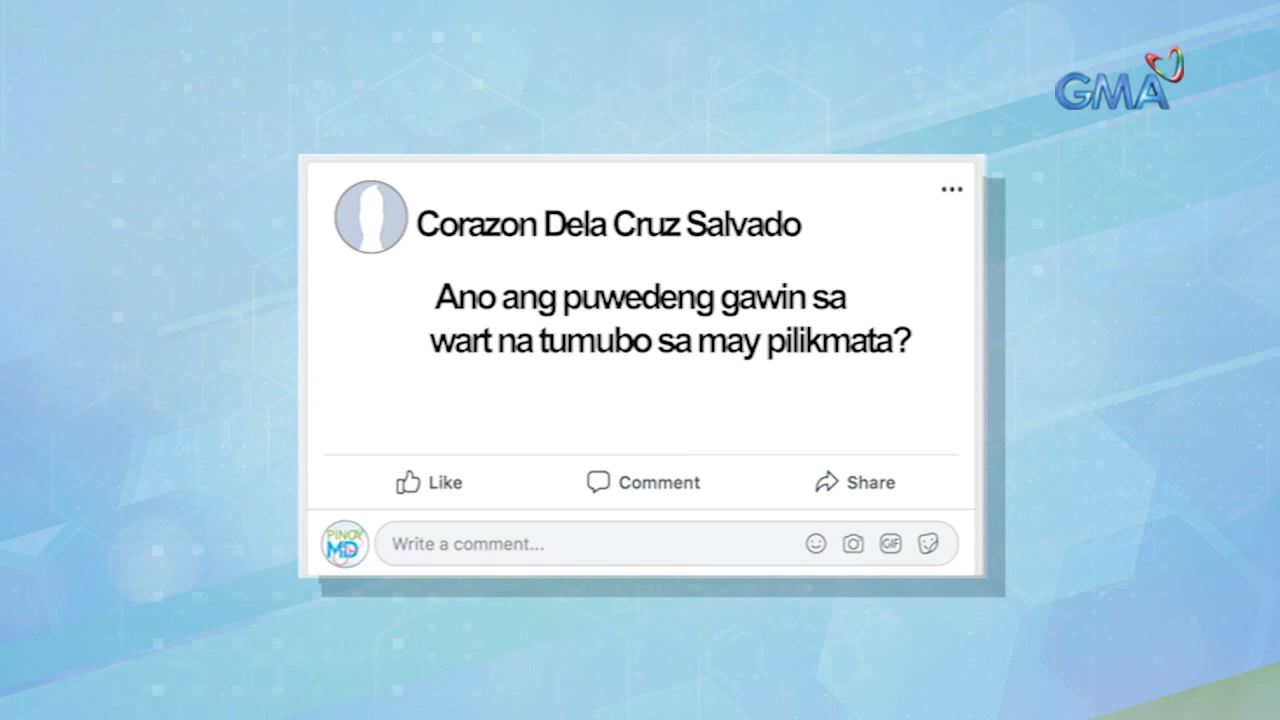 GMA
Corazon Dela Cruz Salvado
Ano ang puwedeng gawin sa
wart na tumubo sa may pilikmata?
Like
Comment
Share
PINOY
MD
Write a comment...
GIF